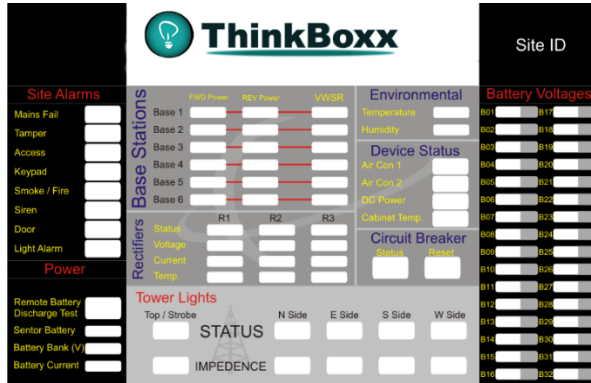 ThinkBoxx
Site ID
Site Alarms
Mains Fail
Tamper
Access
Keypad
Smoke / Fire
Siren
Door
Light Alarm
Power
Remote Battery
Discharge Test
Sentor Battery
Battery Bank (V)
Battery Current
Base Stations
FWD Power REV Power VWSR
Base 1
Base 2
Base 3
Base 4
Base 5
Base 6
Rectifiers
R1 R2 R3
Status
Voltage
Current
Temp.
Environmental
Temperature
Humidity
Device Status
Air Con 1
Air Con 2
DC Power
Cabinet Temp.
Circuit Breaker
Status Reset
Tower Lights
Top / Strobe N Side E Side S Side W Side
STATUS
IMPEDENCE
Battery Voltages
B01 B17
B02 B18
B03 B19
B04 B20
B05 B21
B06 B22
B07 B23
B08 B24
B09 B25
B10 B26
B11 B27
B12 B28
B13 B29
B14 B30
B15 B31
B16 B32